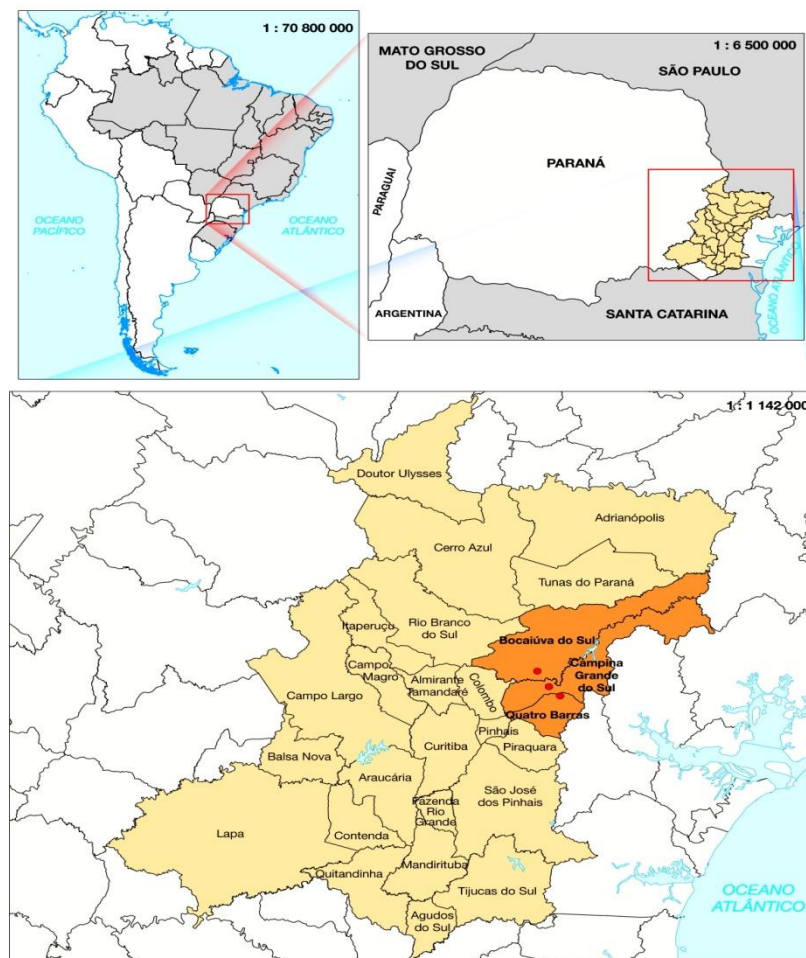 1 : 70 800 000
OCEANO
PACÍFICO
OCEANO
ATLÂNTICO
1 : 6 500 000
MATO GROSSO
DO SUL
SÃO PAULO
PARANÁ
PARAGUAI
ARGENTINA
SANTA CATARINA
OCEANO ATLÂNTICO
1 : 1 142 000
Doutor Ulysses
Adrianópolis
Cerro Azul
Tunas do Paraná
Itaperuçu
Rio Branco
do Sul
Bocaiúva do Sul
Campo
Magro
Almirante
Tamandaré
Colombo
Campina
Grande
do Sul
Campo Largo
Quatro Barras
Pinhais
Piraquara
Curitiba
Balsa Nova
Araucária
São José
dos Pinhais
Fazenda
Rio
Grande
Lapa
Contenda
Mandirituba
Quitandinha
Tijucas do Sul
Agudos
do Sul
OCEANO
ATLÂNTICO